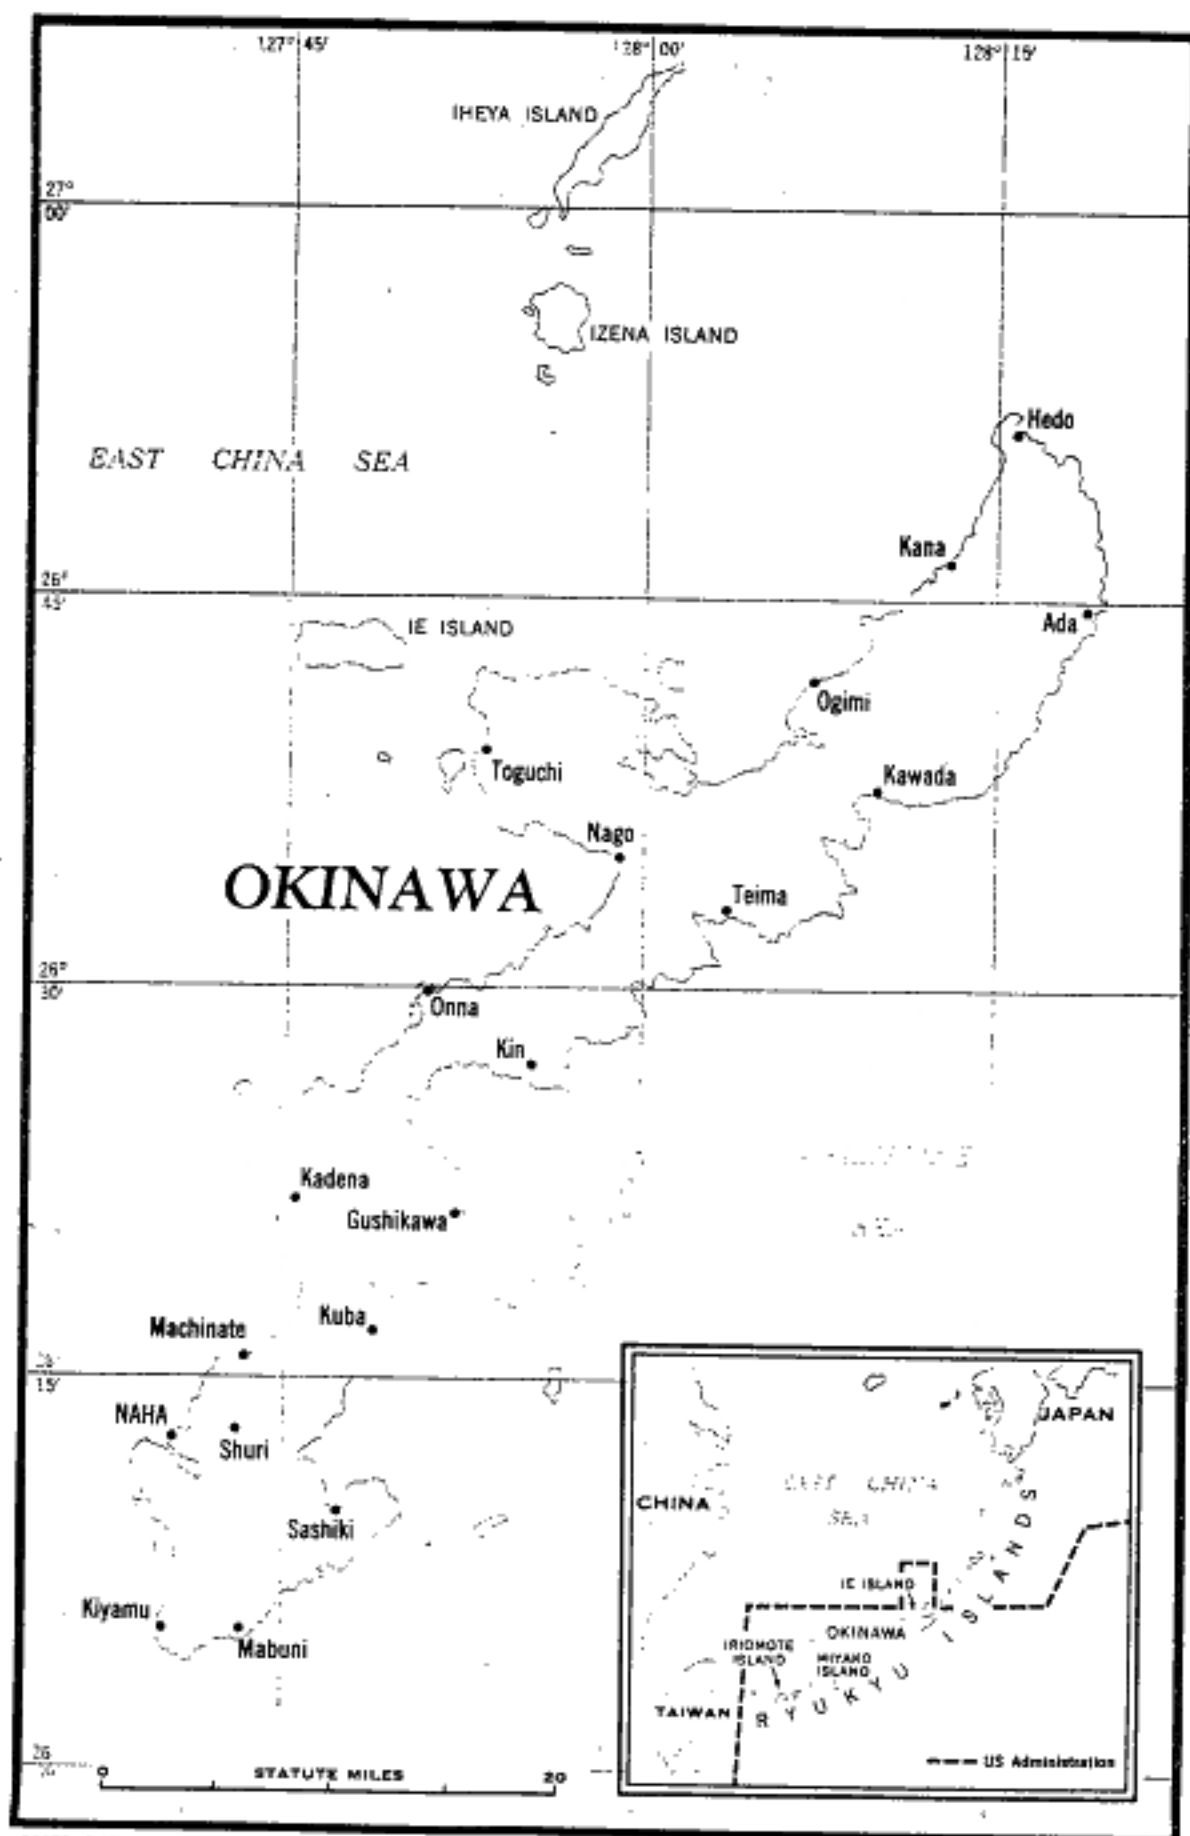 127° 45'
128° 00'
128° 15'
IHEYA ISLAND
27°
00'
IZENA ISLAND
Hedo
EAST CHINA SEA
Kana
26°
45'
IE ISLAND
Ada
Ogimi
Toguchi
Kawada
Nago
OKINAWA
Teima
26°
30'
Onna
Kin
Kadena
Gushikawa
Kuba
Machinate
15'
NAHA
Shuri
JAPAN
EAST CHINA
SEA
CHINA
Sashiki
IE ISLAND
Kiyamu
Mabuni
OKINAWA
IRIOMOTE
ISLAND
MIYAKO
ISLAND
TAIWAN
RYUKYU ISLANDS
26
0
STATUTE MILES
20
US Administration